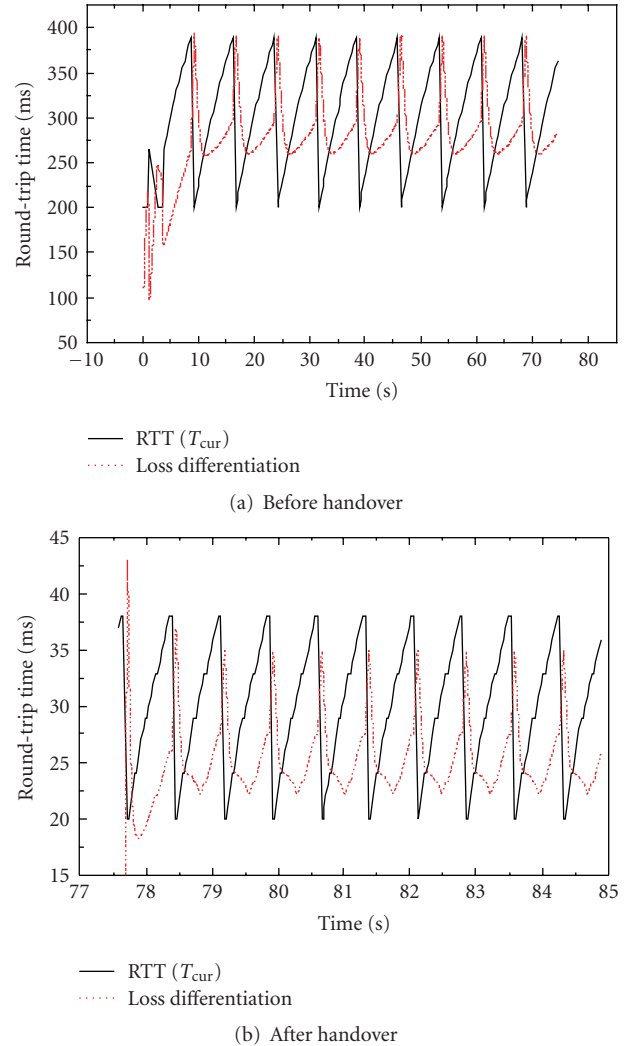 400
350
300
250
200
400
100
50
Round-trip time (ms)
−10 0 10 20 30 40 50 60 70 80
Time (s)
RTT (Tcur)
Loss differentiation
(a) Before handover
45
40
35
30
25
20
15
Round-trip time (ms)
77 78 79 80 81 82 83 84 85
Time (s)
RTT (Tcur)
Loss differentiation
(b) After handover